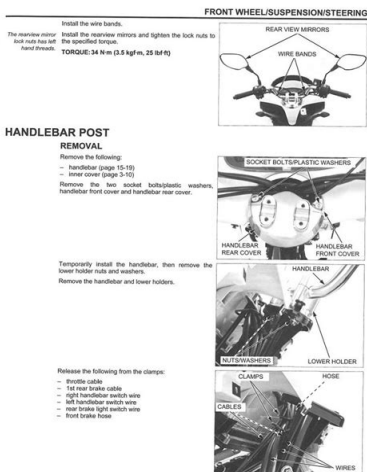 FRONT WHEEL/SUSPENSION/STEERING
Install the wire bands.
The rearview mirror
lock nuts has left
hand threads.
Install the rearview mirrors and tighten the lock nuts to
the specified torque.
TORQUE: 34 N·m (3.5 kgf·m, 25 lbf·ft)
REAR VIEW MIRRORS
WIRE BANDS
HANDLEBAR POST
REMOVAL
Remove the following:
– handlebar (page 15-19)
– inner cover (page 3-10)
Remove the two socket bolts/plastic washers,
handlebar front cover and handlebar rear cover.
SOCKET BOLTS/PLASTIC WASHERS
HANDLEBAR
REAR COVER
HANDLEBAR
FRONT COVER
Temporarily install the handlebar, then remove the
lower holder nuts and washers.
Remove the handlebar and lower holders.
HANDLEBAR
NUTS/WASHERS
LOWER HOLDER
Release the following from the clamps:
– throttle cable
– 1st rear brake cable
– right handlebar switch wire
– left handlebar switch wire
– rear brake light switch wire
– front brake hose
CLAMPS
HOSE
CABLES
WIRES